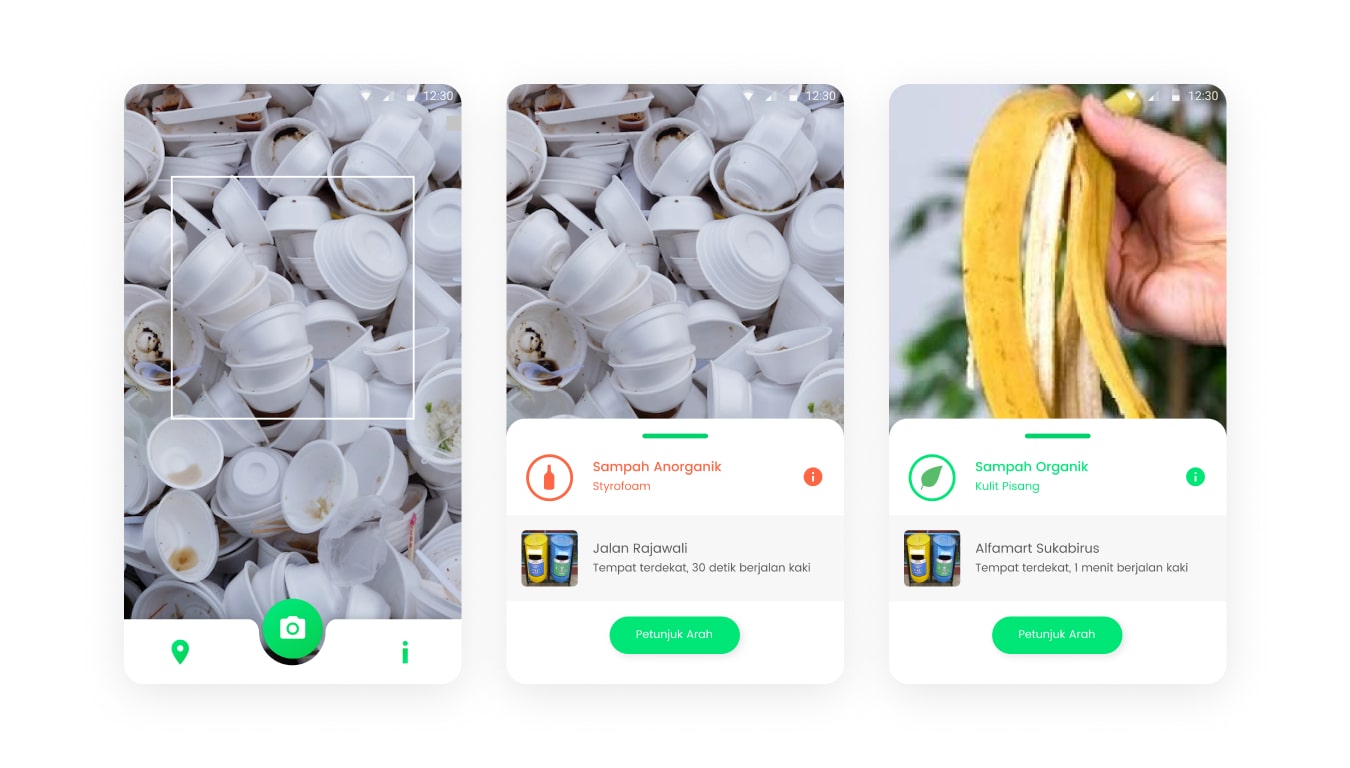 12:30
12:30
Sampah Anorganik
Styrofoam
Jalan Rajawali
Tempat terdekat, 30 detik berjalan kaki
Petunjuk Arah
12:30
Sampah Organik
Kulit Pisang
Alfamart Sukabirus
Tempat terdekat, 1 menit berjalan kaki
Petunjuk Arah